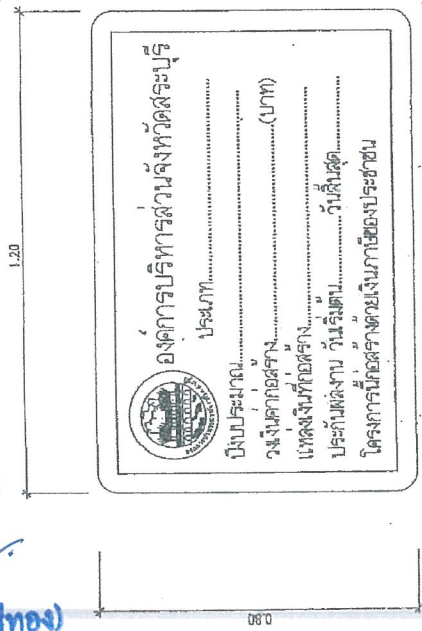 1.20
องค์การบริหารส่วนจังหวัดสระบุรี
ประเภท....................
ปีงบประมาณ....................
วงเงินค่าก่อสร้าง....................(บาท)
แหล่งเงินที่ก่อสร้าง....................
ประกันผลงาน วันเริ่มต้น.............วันสิ้นสุด.............
โครงการนี้ก่อสร้างด้วยเงินภาษีของประชาชน
0.80